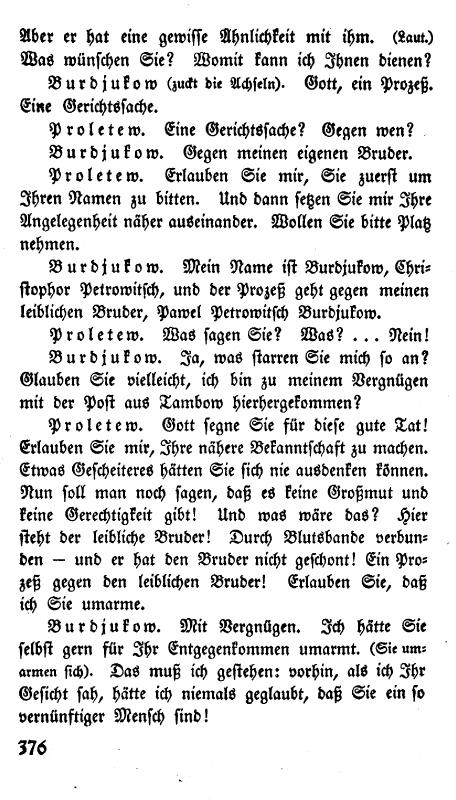 Aber er hat eine gewisse Ähnlichkeit mit ihm. (Laut.)
Was wünschen Sie? Womit kann ich Ihnen dienen?
Burdjukow (zuckt die Achseln). Gott, ein Prozeß.
Eine Gerichtssache.
Proletew. Eine Gerichtssache? Gegen wen?
Burdjukow. Gegen meinen eigenen Bruder.
Proletew. Erlauben Sie mir, Sie zuerst um
Ihren Namen zu bitten. Und dann setzen Sie mir Ihre
Angelegenheit näher auseinander. Wollen Sie bitte Platz
nehmen.
Burdjukow. Mein Name ist Burdjukow, Chri-
stophor Petrowitsch, und der Prozeß geht gegen meinen
leiblichen Bruder, Pawel Petrowitsch Burdjukow.
Proletew. Was sagen Sie? Was? ... Nein!
Burdjukow. Ja, was starren Sie mich so an?
Glauben Sie vielleicht, ich bin zu meinem Vergnügen
mit der Post aus Tambow hierhergekommen?
Proletew. Gott segne Sie für diese gute Tat!
Erlauben Sie mir, Ihre nähere Bekanntschaft zu machen.
Etwas Gescheiteres hätten Sie sich nie ausdenken können.
Nun soll man noch sagen, daß es keine Großmut und
keine Gerechtigkeit gibt! Und was wäre das? Hier
steht der leibliche Bruder! Durch Blutsbande verbun-
den — und er hat den Bruder nicht geschont! Ein Pro-
zeß gegen den leiblichen Bruder! Erlauben Sie, daß
ich Sie umarme.
Burdjukow. Mit Vergnügen. Ich hätte Sie
selbst gern für Ihr Entgegenkommen umarmt. (Sie um-
armen sich). Das muß ich gestehen: vorhin, als ich Ihr
Gesicht sah, hätte ich niemals geglaubt, daß Sie ein so
vernünftiger Mensch sind!
376